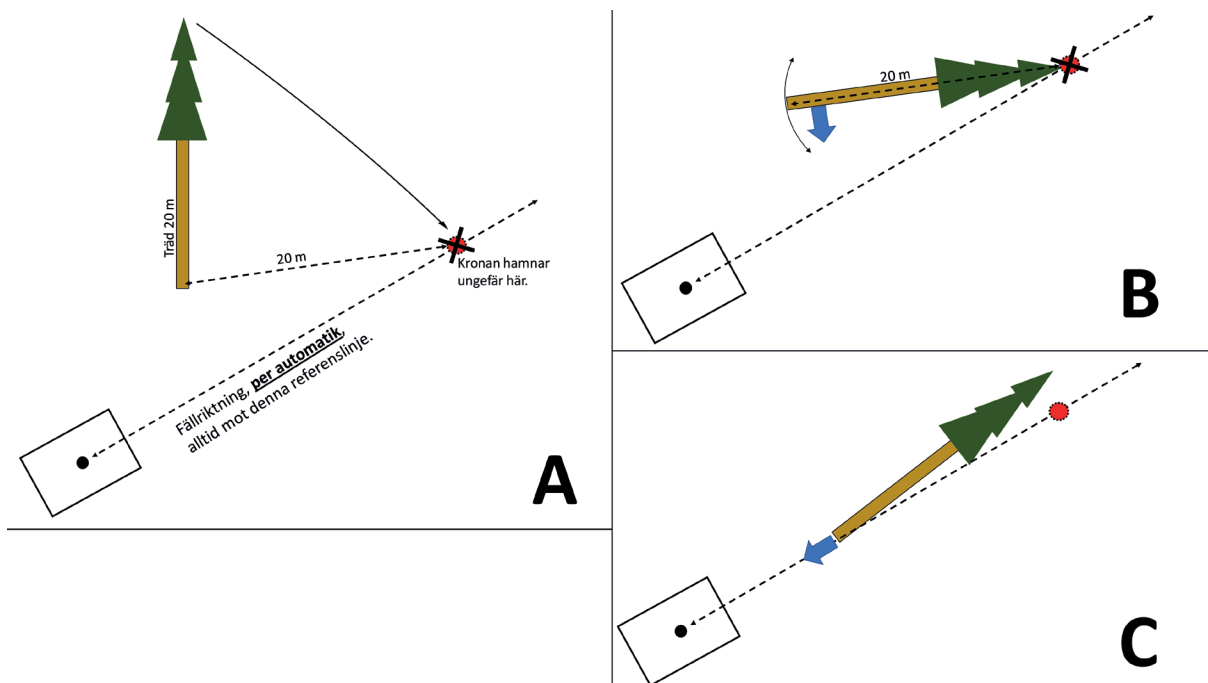 Träd 20 m
20 m
Kronan hamnar
ungefär här.
Fällriktning, per automatik,
alltid mot denna referenslinje.
A
20 m
B
C